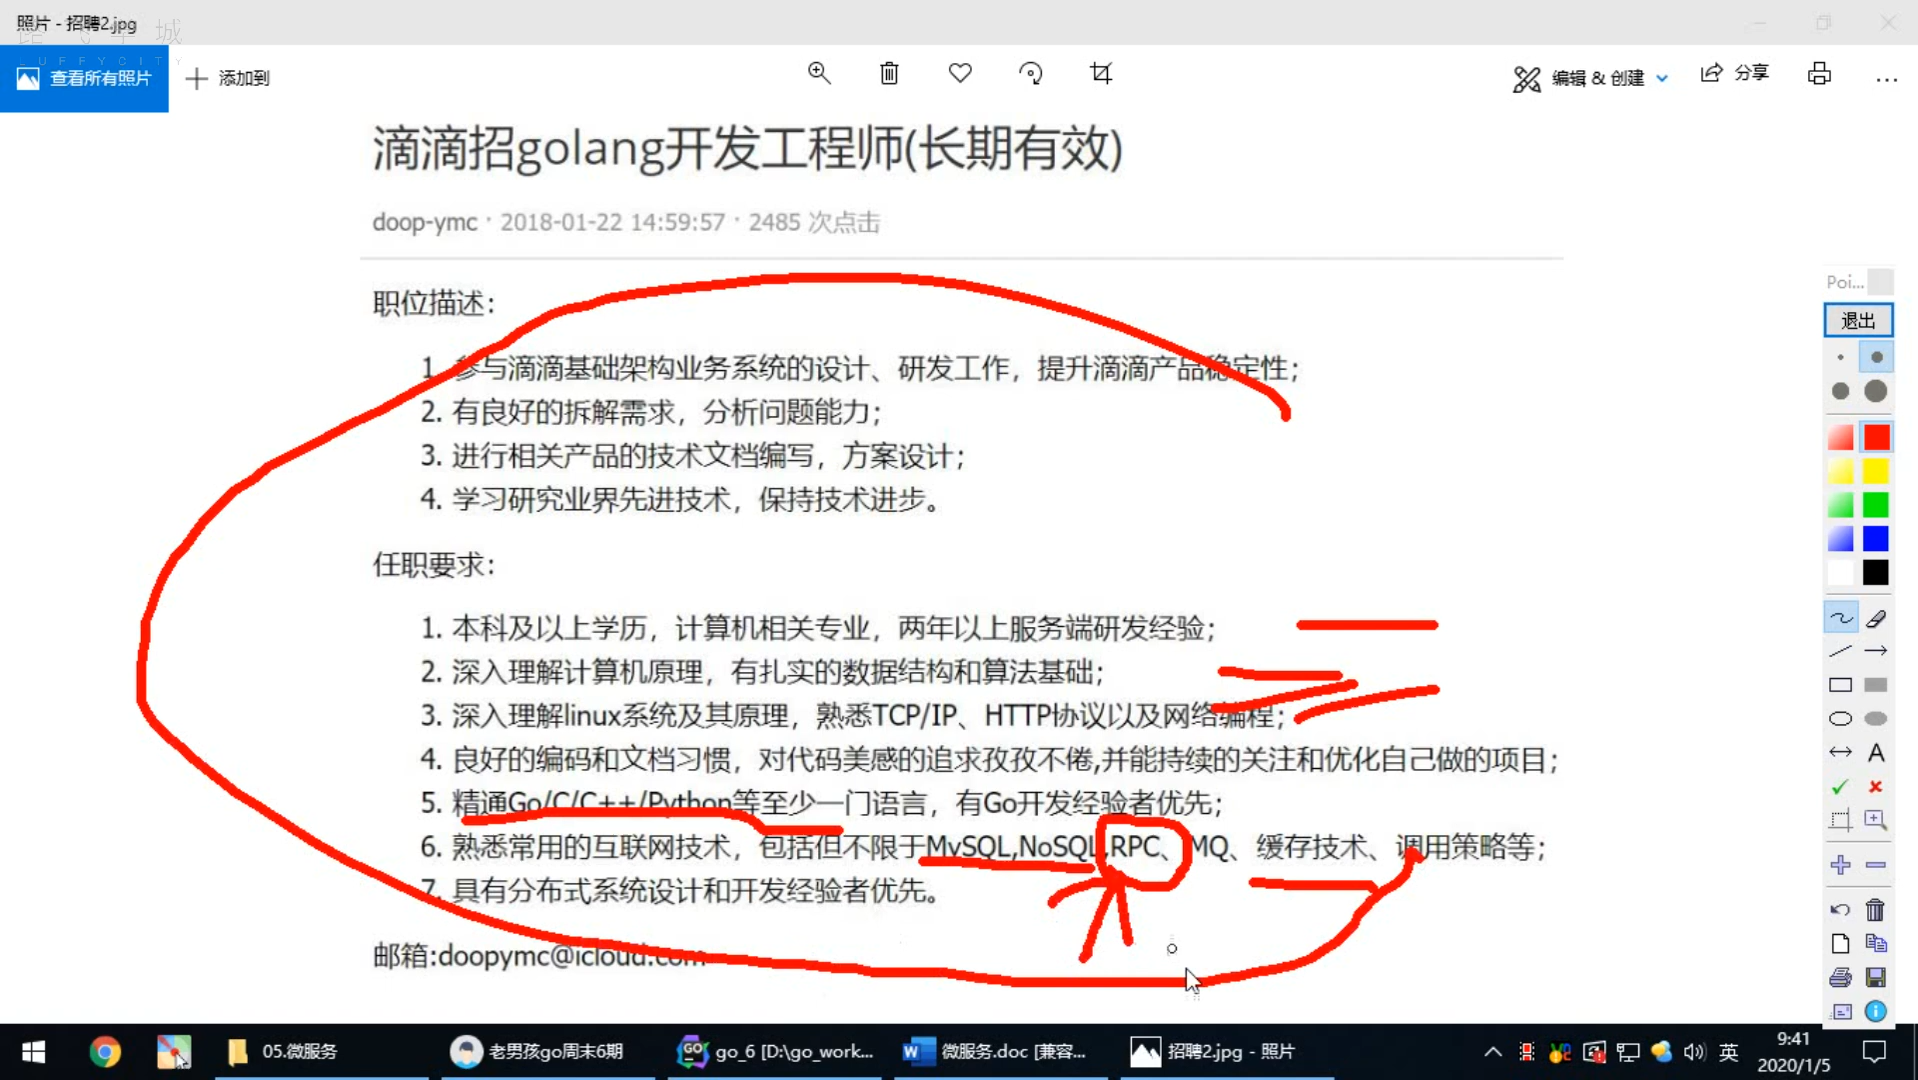 照片 - 招聘2.jpg
LUFFYCITY
查看所有照片
添加到
编辑 & 创建
分享
滴滴招golang开发工程师(长期有效)
doop-ymc · 2018-01-22 14:59:57 · 2485 次点击
职位描述：
1. 参与滴滴基础架构业务系统的设计、研发工作，提升滴滴产品稳定性；
2. 有良好的拆解需求，分析问题能力；
3. 进行相关产品的技术文档编写，方案设计；
4. 学习研究业界先进技术，保持技术进步。
任职要求：
1. 本科及以上学历，计算机相关专业，两年以上服务端研发经验；
2. 深入理解计算机原理，有扎实的数据结构和算法基础；
3. 深入理解linux系统及其原理，熟悉TCP/IP、HTTP协议以及网络编程；
4. 良好的编码和文档习惯，对代码美感的追求孜孜不倦,并能持续的关注和优化自己做的项目；
5. 精通Go/C/C++/Python等至少一门语言，有Go开发经验者优先；
6. 熟悉常用的互联网技术，包括但不限于MySQL,NoSQL,RPC、MQ、缓存技术、调用策略等；
7. 具有分布式系统设计和开发经验者优先。
邮箱:doopymc@icloud.com
Poi...
退出
A
05.微服务
老男孩go周末6期
go_6 [D:\go_work...
微服务.doc [兼容...
招聘2.jpg - 照片
英
9:41
2020/1/5